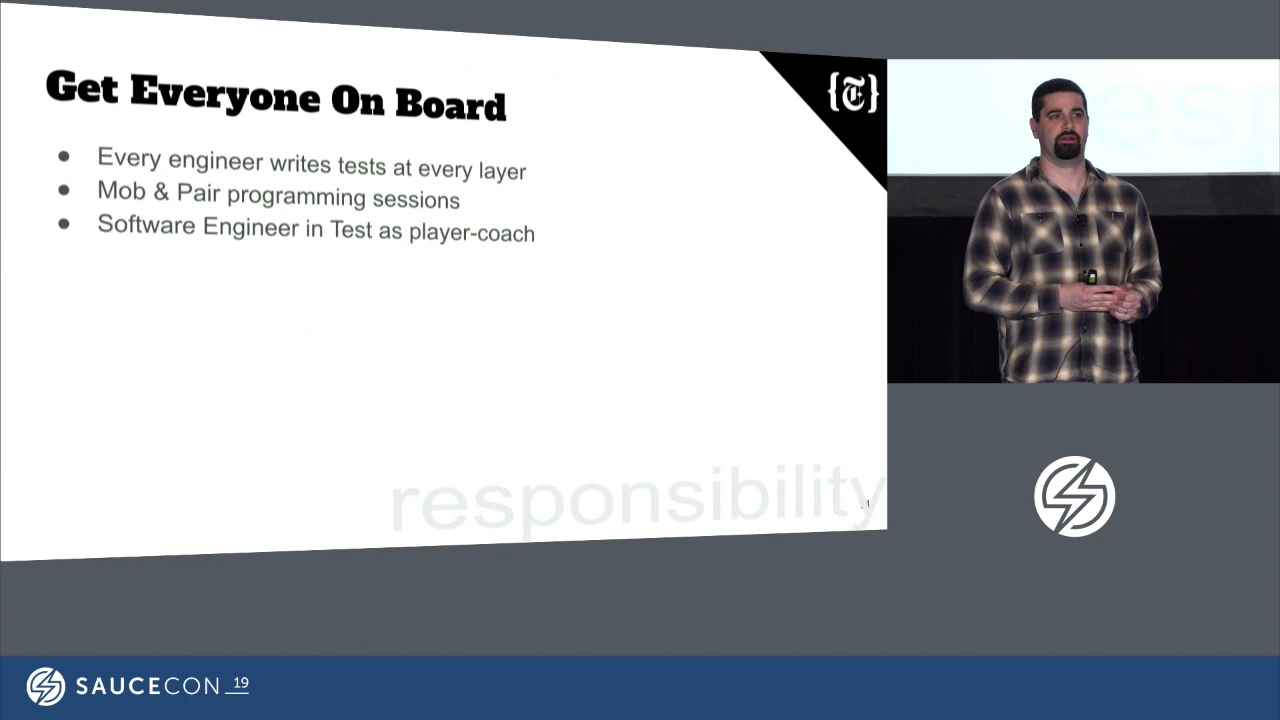 Get Everyone On Board
{T}
● Every engineer writes tests at every layer
● Mob & Pair programming sessions
● Software Engineer in Test as player-coach
responsibility
esp
SAUCECON 19